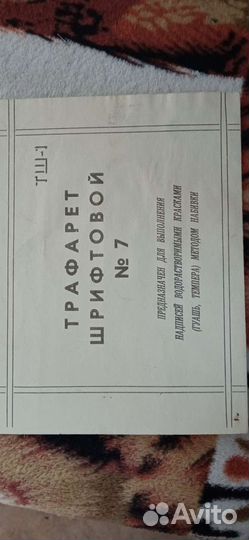 ТШ-1
ТРАФАРЕТ
ШРИФТОВОЙ
№ 7
ПРЕДНАЗНАЧЕН ДЛЯ ВЫПОЛНЕНИЯ
НАДПИСЕЙ ВОДОРАСТВОРИМЫМИ КРАСКАМИ
(ГУАШЬ, ТЕМПЕРА) МЕТОДОМ НАБИВКИ
Avito